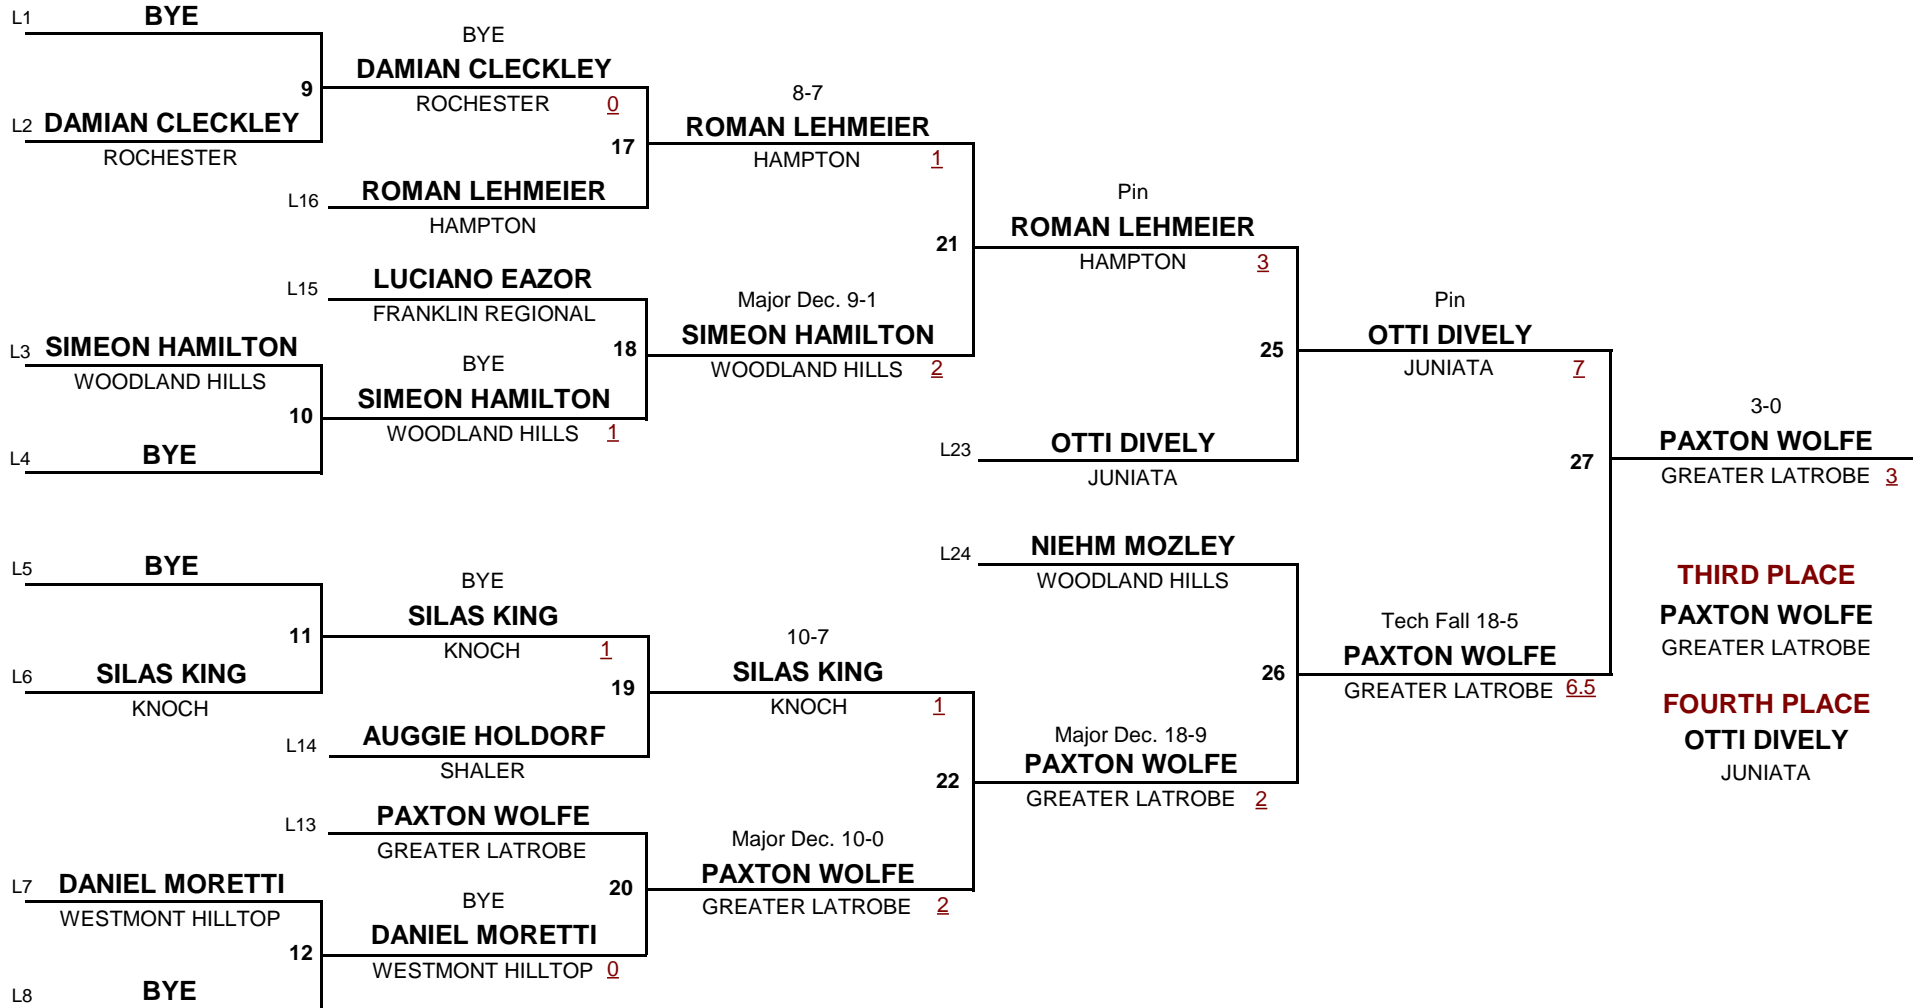 L1 BYE
9
L2 DAMIAN CLECKLEY
ROCHESTER
BYE
DAMIAN CLECKLEY
ROCHESTER 0
17
L16 ROMAN LEHMEIER
HAMPTON
8-7
ROMAN LEHMEIER
HAMPTON 1
21
L15 LUCIANO EAZOR
FRANKLIN REGIONAL
18
L3 SIMEON HAMILTON
WOODLAND HILLS
10
L4 BYE
BYE
SIMEON HAMILTON
WOODLAND HILLS 1
Major Dec. 9-1
SIMEON HAMILTON
WOODLAND HILLS 2
Pin
ROMAN LEHMEIER
HAMPTON 3
25
L23 OTTI DIVELY
JUNIATA
Pin
OTTI DIVELY
JUNIATA 7
27
3-0
PAXTON WOLFE
GREATER LATROBE 3
L5 BYE
11
L6 SILAS KING
KNOCH
BYE
SILAS KING
KNOCH 1
19
L14 AUGGIE HOLDORF
SHALER
10-7
SILAS KING
KNOCH 1
22
L13 PAXTON WOLFE
GREATER LATROBE
20
L7 DANIEL MORETTI
WESTMONT HILLTOP
12
L8 BYE
BYE
DANIEL MORETTI
WESTMONT HILLTOP 0
Major Dec. 10-0
PAXTON WOLFE
GREATER LATROBE 2
L24 NIEHM MOZLEY
WOODLAND HILLS
26
Major Dec. 18-9
PAXTON WOLFE
GREATER LATROBE 2
Tech Fall 18-5
PAXTON WOLFE
GREATER LATROBE 6.5
THIRD PLACE
PAXTON WOLFE
GREATER LATROBE
FOURTH PLACE
OTTI DIVELY
JUNIATA